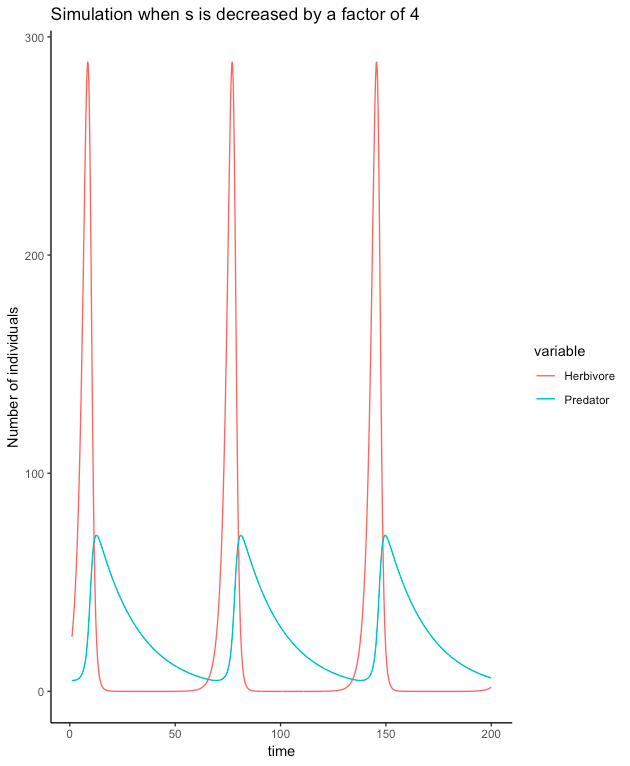 Simulation when s is decreased by a factor of 4
300
200
100
0
Number of individuals
0 50 100 150 200
time
variable
Herbivore
Predator